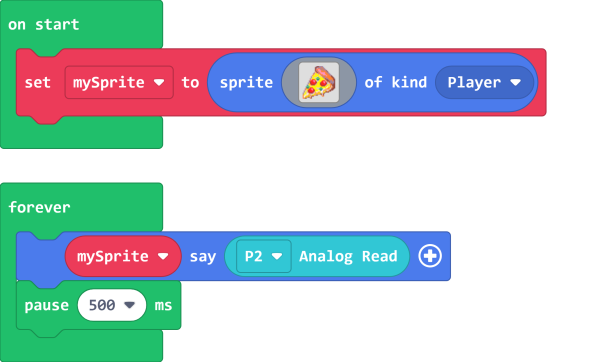 on start
set mySprite to sprite of kind Player
forever
mySprite say P2 Analog Read
pause 500 ms